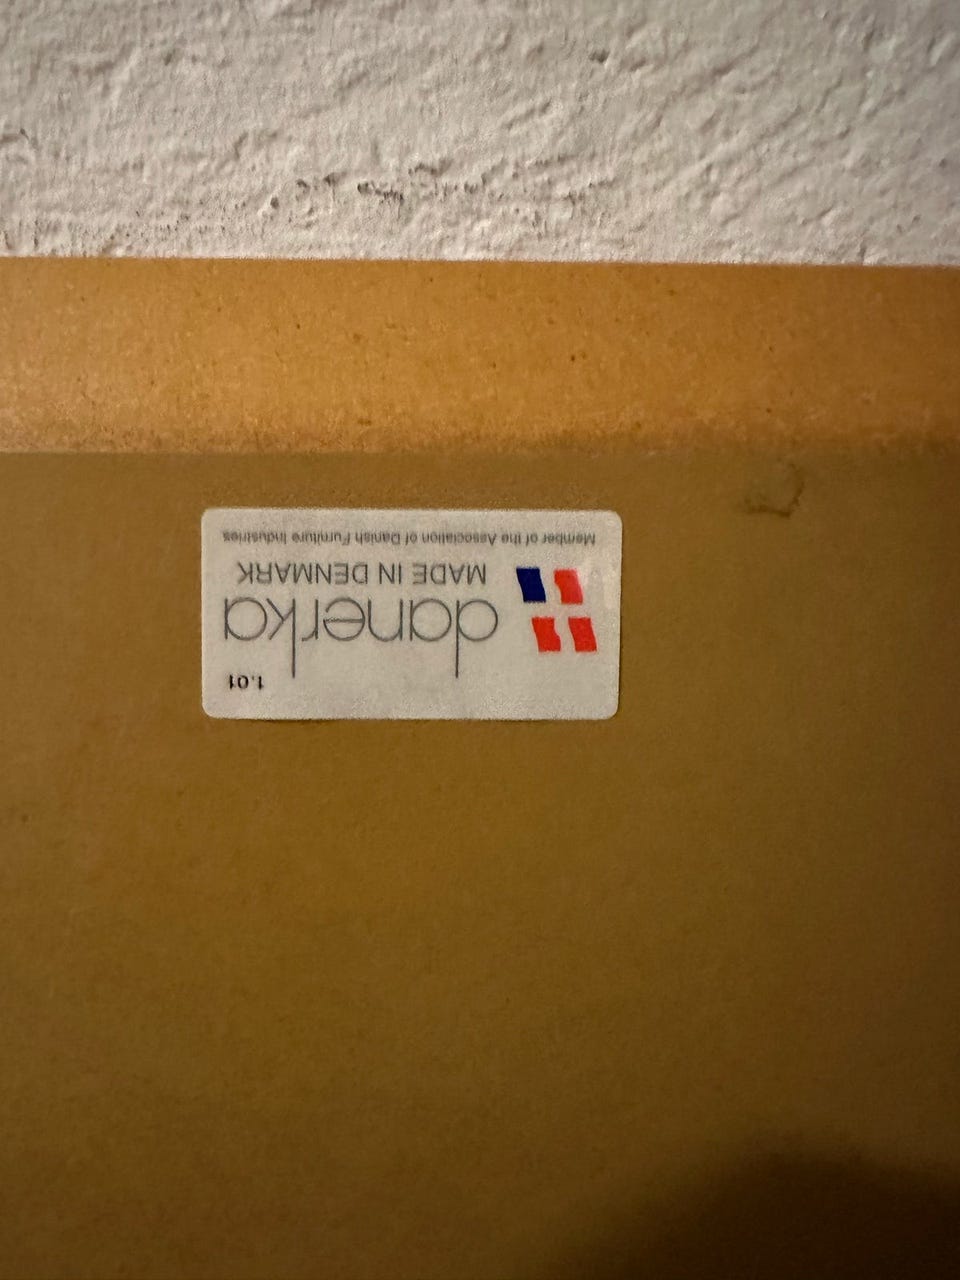 1.01
danerka
MADE IN DENMARK
Member of the Association of Danish Furniture Industries